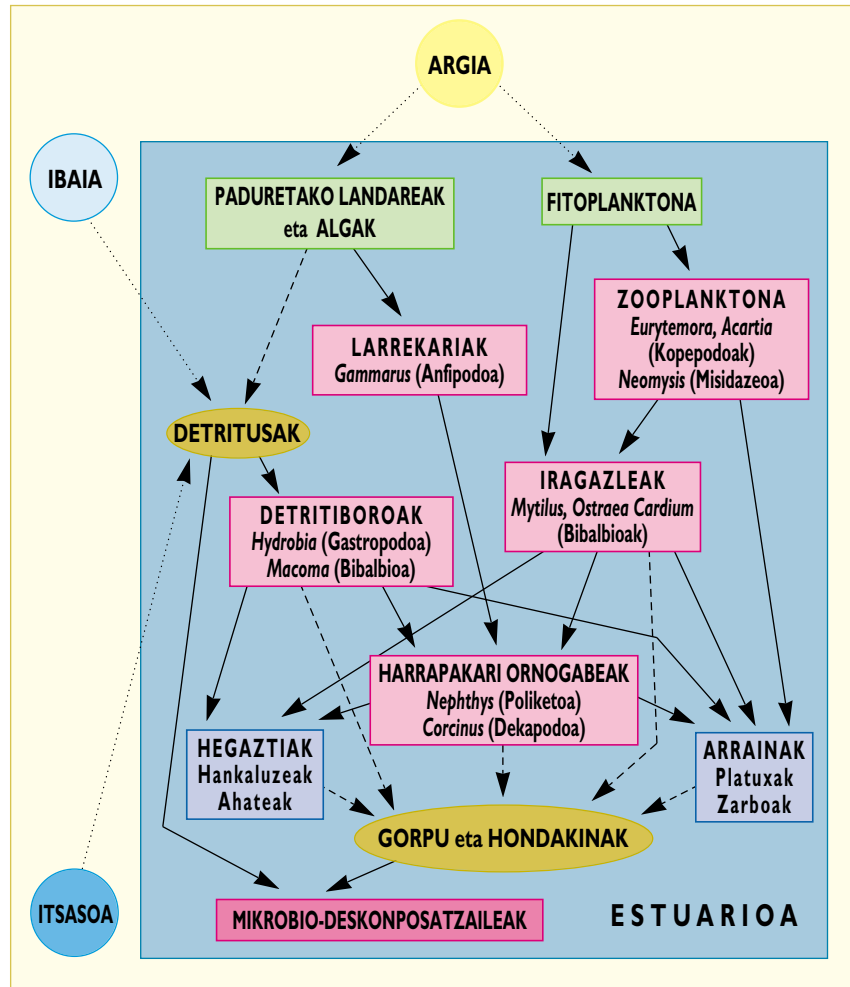 ARGIA
IBAIA
PADURETAKO LANDAREAK
eta ALGAK
FITOPLANKTONA
ZOOPLANKTONA
Eurytemora, Acartia
(Kopepodoak)
Neomysis (Misidazeoa)
LARREKARIAK
Gammarus (Anfipodoa)
DETRITUSAK
IRAGAZLEAK
Mytilus, Ostraea Cardium
(Bibalbioak)
DETRITIBOROAK
Hydrobia (Gastropodoa)
Macoma (Bibalbioa)
HARRAPAKARI ORNOGABEAK
Nephthys (Poliketoa)
Corcinus (Dekapodoa)
HEGAZTIAK
Hankaluzeak
Ahateak
ARRAINAK
Platuxak
Zarboak
GORPU eta HONDAKINAK
ITSASOA
MIKROBIO-DESKONPOSATZAILEAK
ESTUARIOA